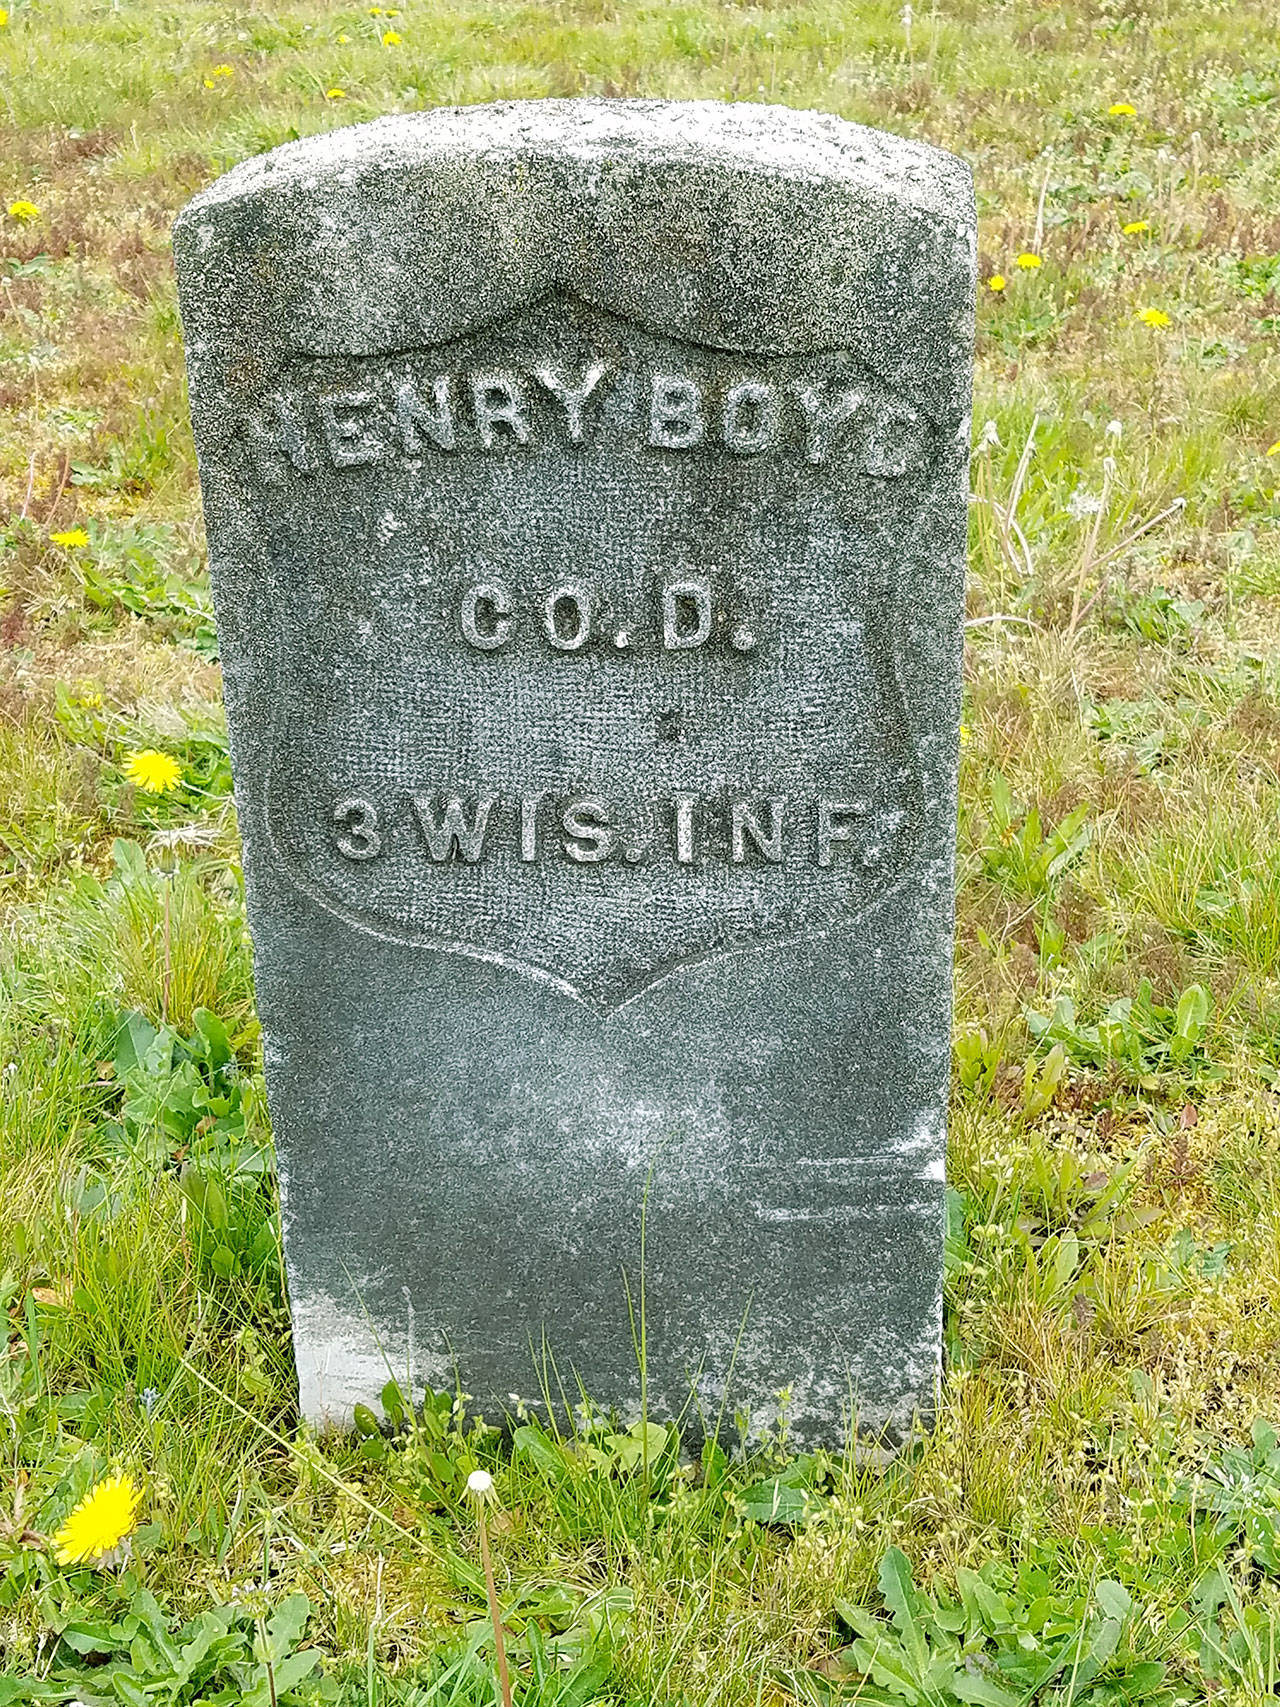 HENRY BOYD
CO. D.
3 WIS. INF.